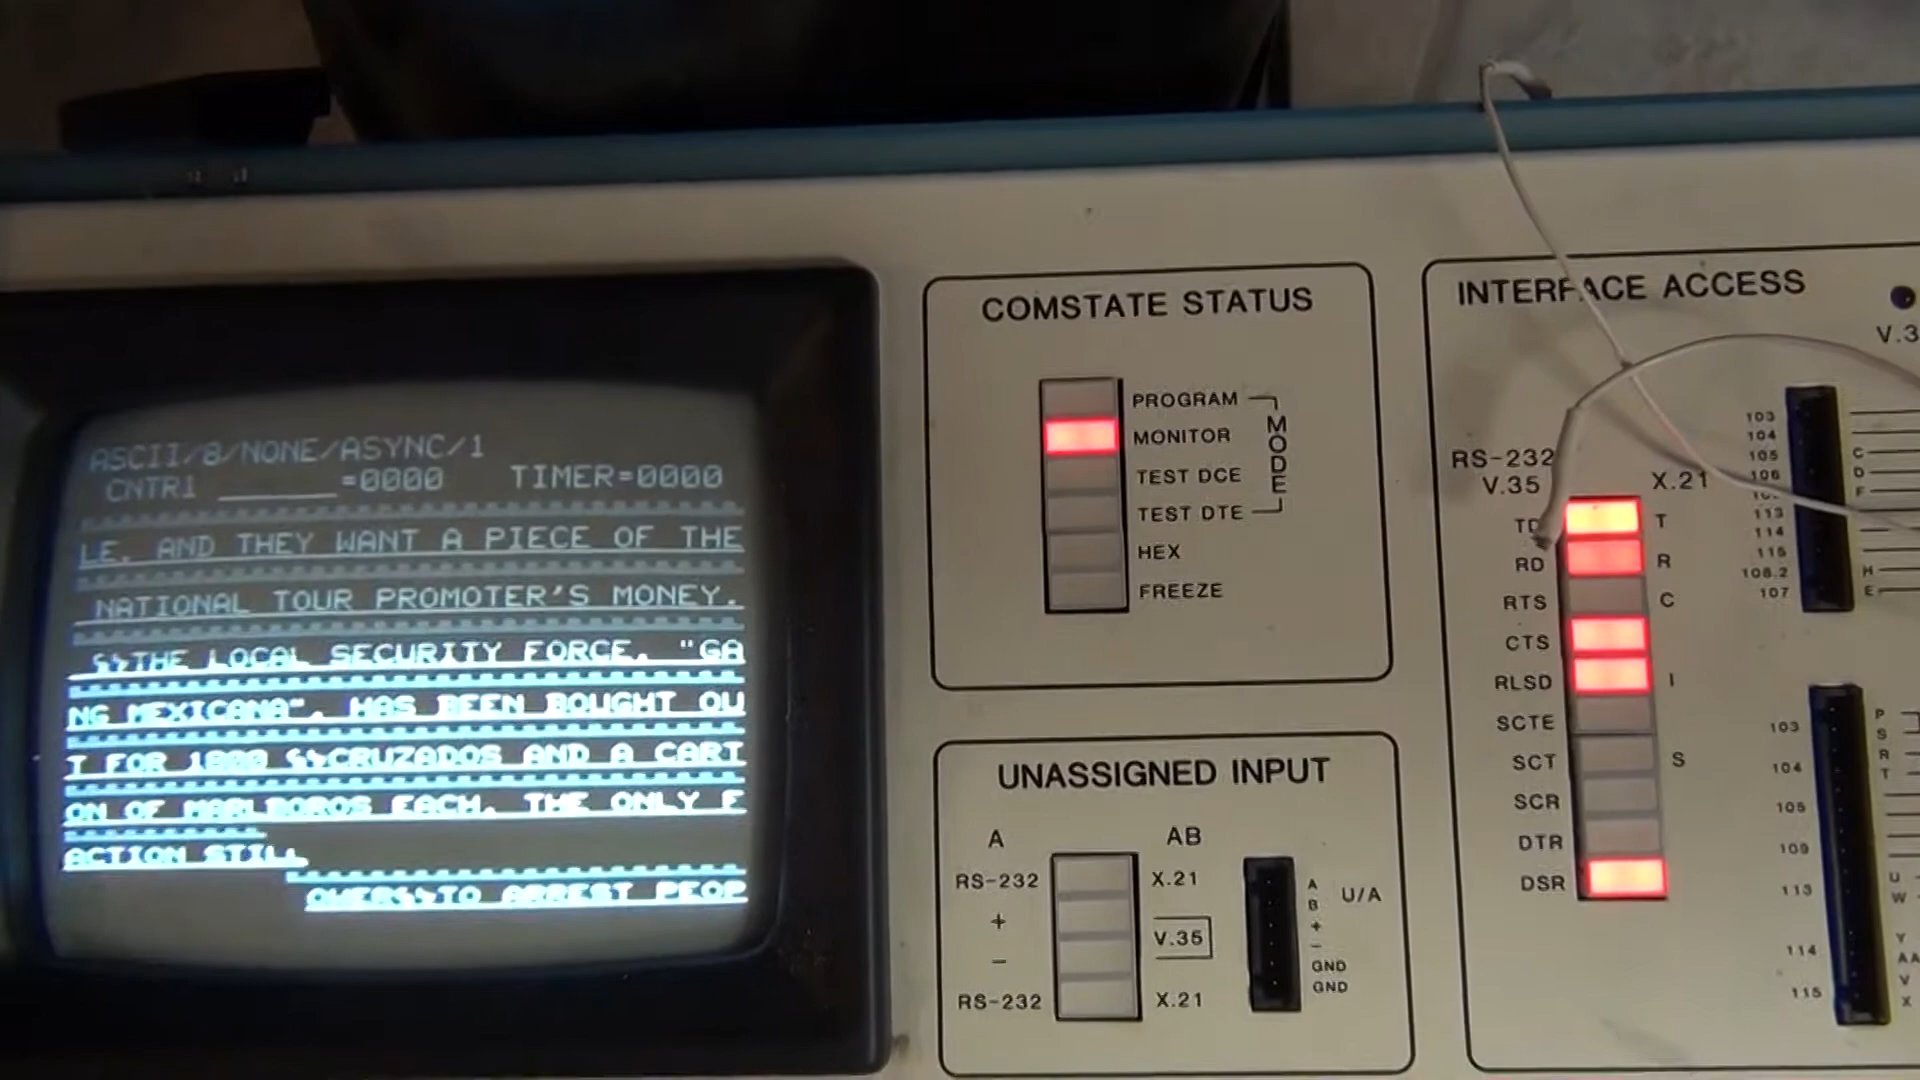 ASCII/8/NONE/ASYNC/1
CNTR1 ______=0000 TIMER=0000
LE. AND THEY WANT A PIECE OF THE
NATIONAL TOUR PROMOTER'S MONEY.
THE LOCAL SECURITY FORCE, "GA
NG MEXICANA", HAS BEEN BOUGHT OU
T FOR 1800 CRUZADOS AND A CART
ON OF MARLBOROS EACH. THE ONLY F
ACTION STILL
OVER TO ARREST PEOP
COMSTATE STATUS
PROGRAM
MONITOR
TEST DCE
TEST DTE
HEX
FREEZE
MODE
UNASSIGNED INPUT
A AB
RS-232 X.21
+
V.35
−
RS-232 X.21
A
B
+
−
GND
GND
U/A
INTERFACE ACCESS
V.3
RS-232
V.35
X.21
TD T
RD R
RTS C
CTS
RLSD I
SCTE
SCT S
SCR
DTR
DSR
103
104
105
106
113
114
115
108.2
107
C
D
F
H
E
103
104
105
109
113
114
115
P
S
R
T
U
W
Y
AA
V
X